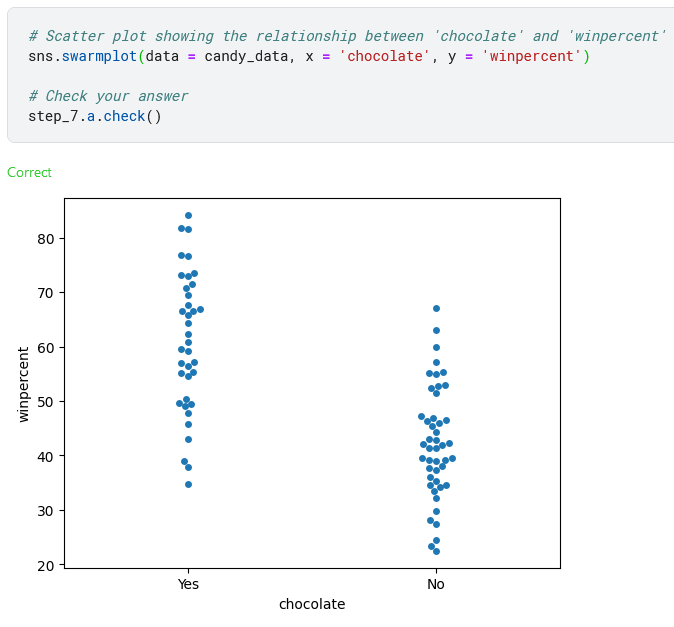 # Scatter plot showing the relationship between 'chocolate' and 'winpercent'
sns.swarmplot(data = candy_data, x = 'chocolate', y = 'winpercent')
# Check your answer
step_7.a.check()
Correct
80
70
60
50
40
30
20
winpercent
Yes No
chocolate